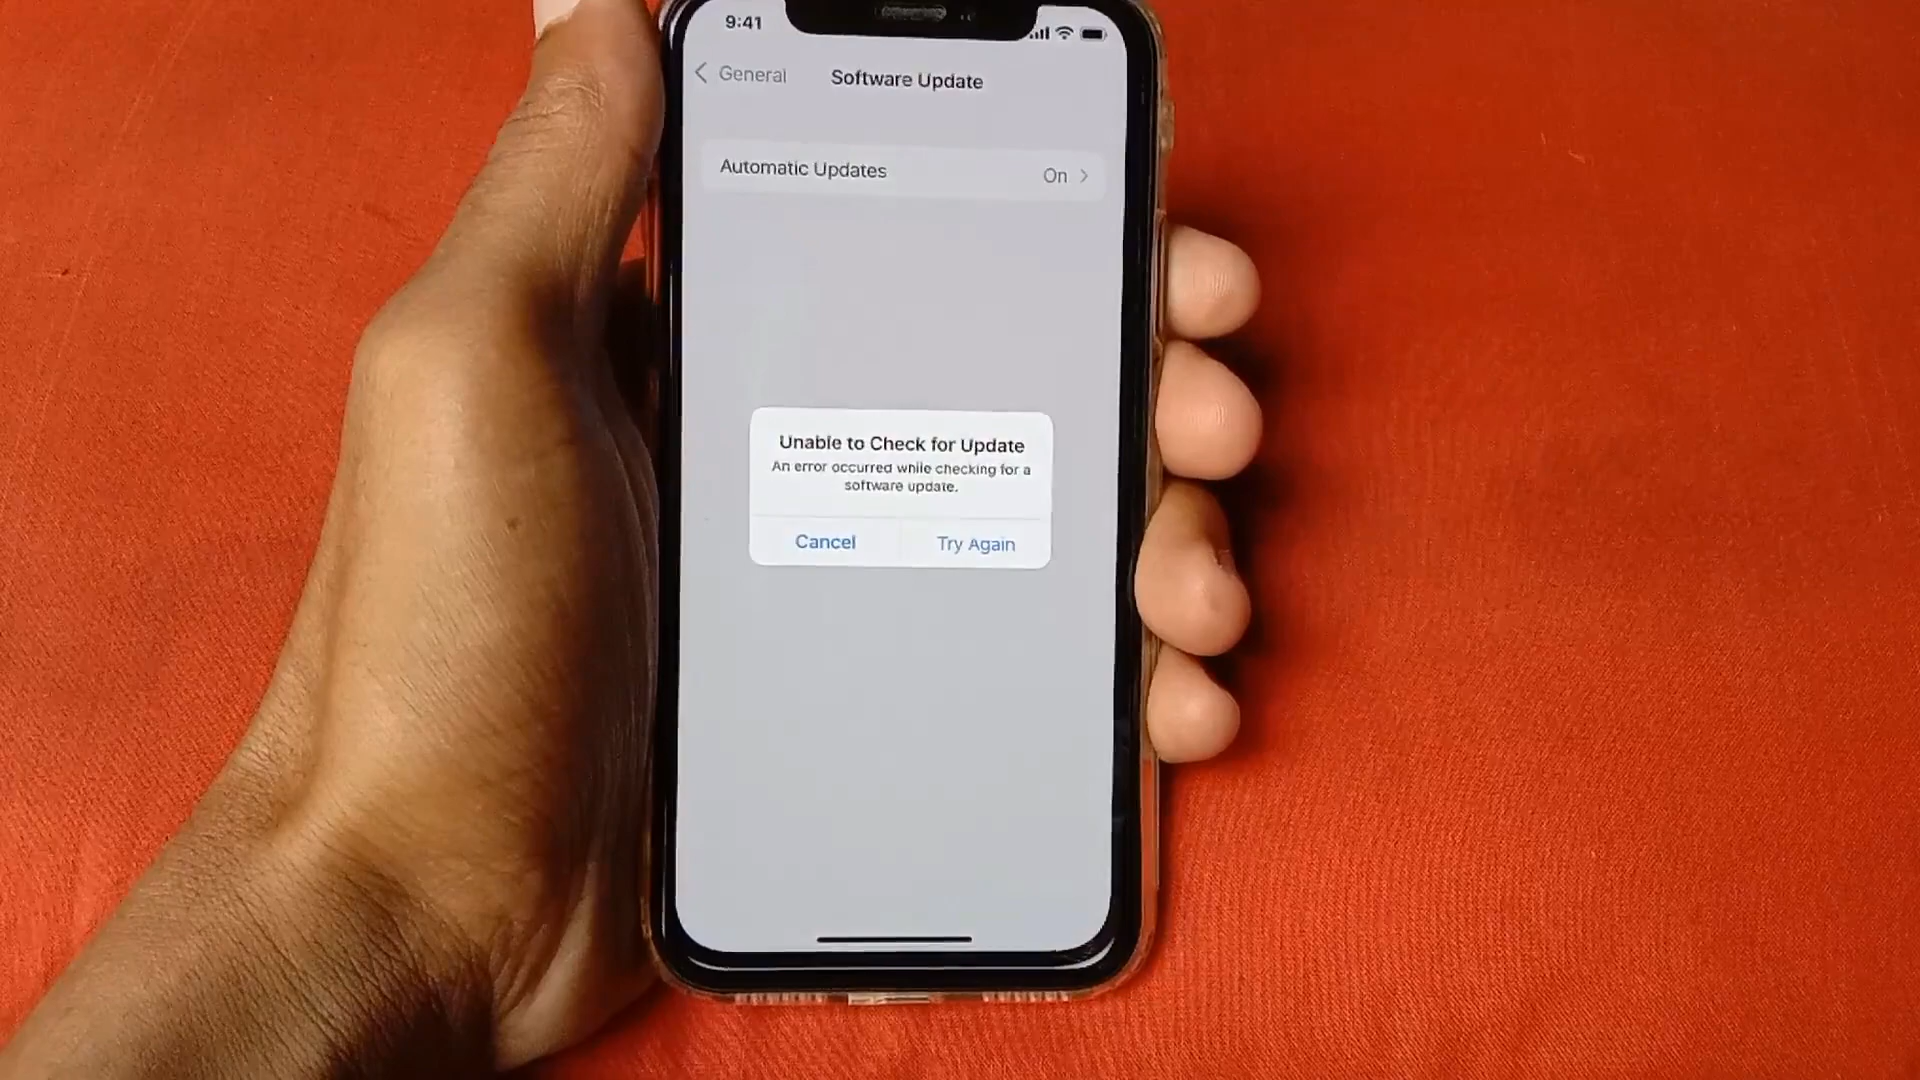 9:41
General
Software Update
Automatic Updates
On
Unable to Check for Update
An error occurred while checking for a
software update.
Cancel
Try Again